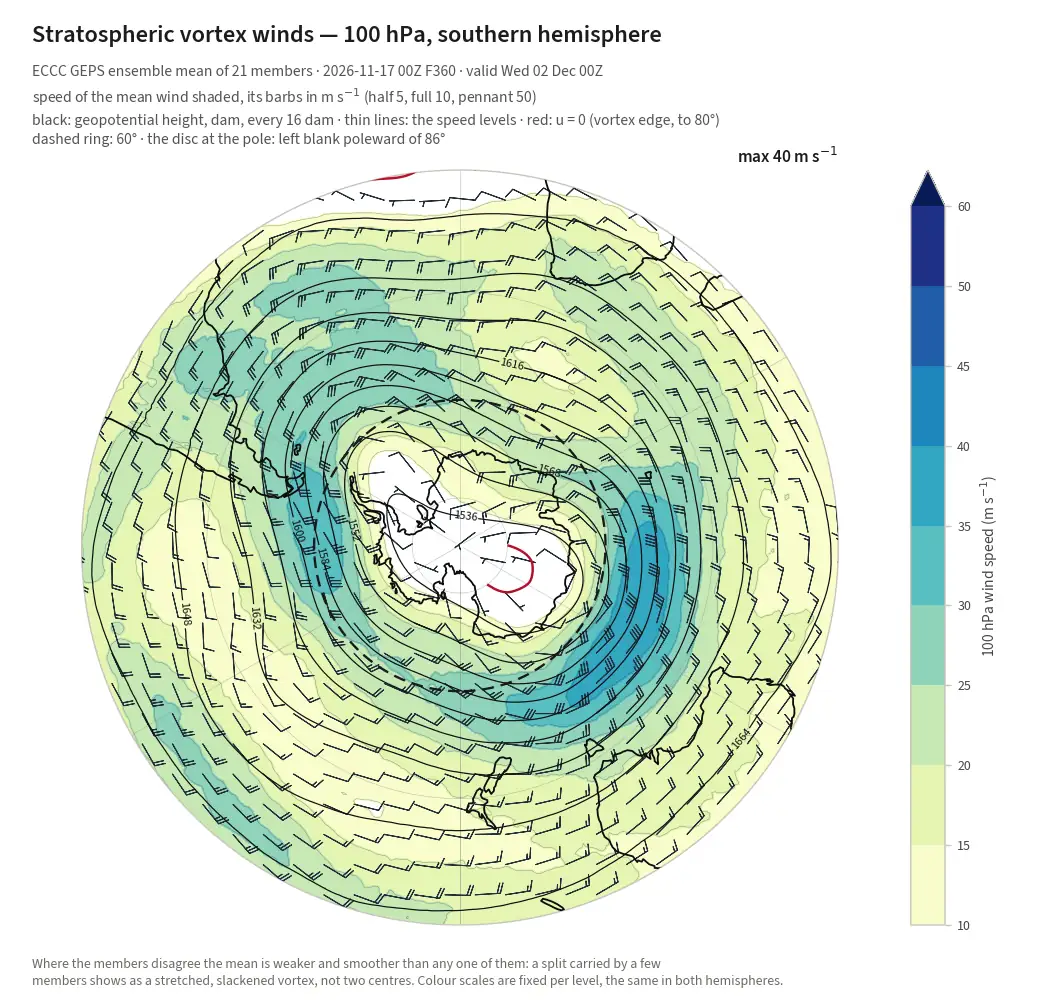 Stratospheric vortex winds — 100 hPa, southern hemisphere
ECCC GEPS ensemble mean of 21 members · 2026-11-17 00Z F360 · valid Wed 02 Dec 00Z
speed of the mean wind shaded, its barbs in m s⁻¹ (half 5, full 10, pennant 50)
black: geopotential height, dam, every 16 dam · thin lines: the speed levels · red: u = 0 (vortex edge, to 80°)
dashed ring: 60° · the disc at the pole: left blank poleward of 86°
max 40 m s⁻¹
60
50
45
40
35
30
25
20
15
10
100 hPa wind speed (m s⁻¹)
1616
1568
1536
1552
1600
1584
1648
1632
1664
Where the members disagree the mean is weaker and smoother than any one of them: a split carried by a few
members shows as a stretched, slackened vortex, not two centres. Colour scales are fixed per level, the same in both hemispheres.